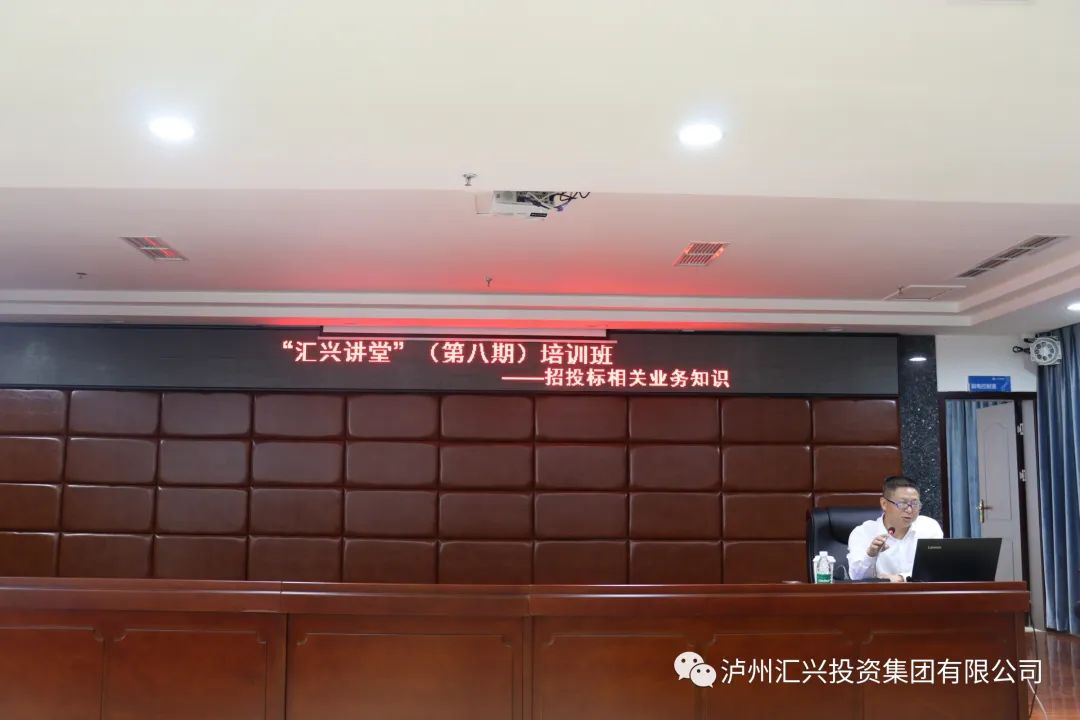 “汇兴讲堂”（第八期）培训班
——招投标相关业务知识
Lenovo
泸州汇兴投资集团有限公司